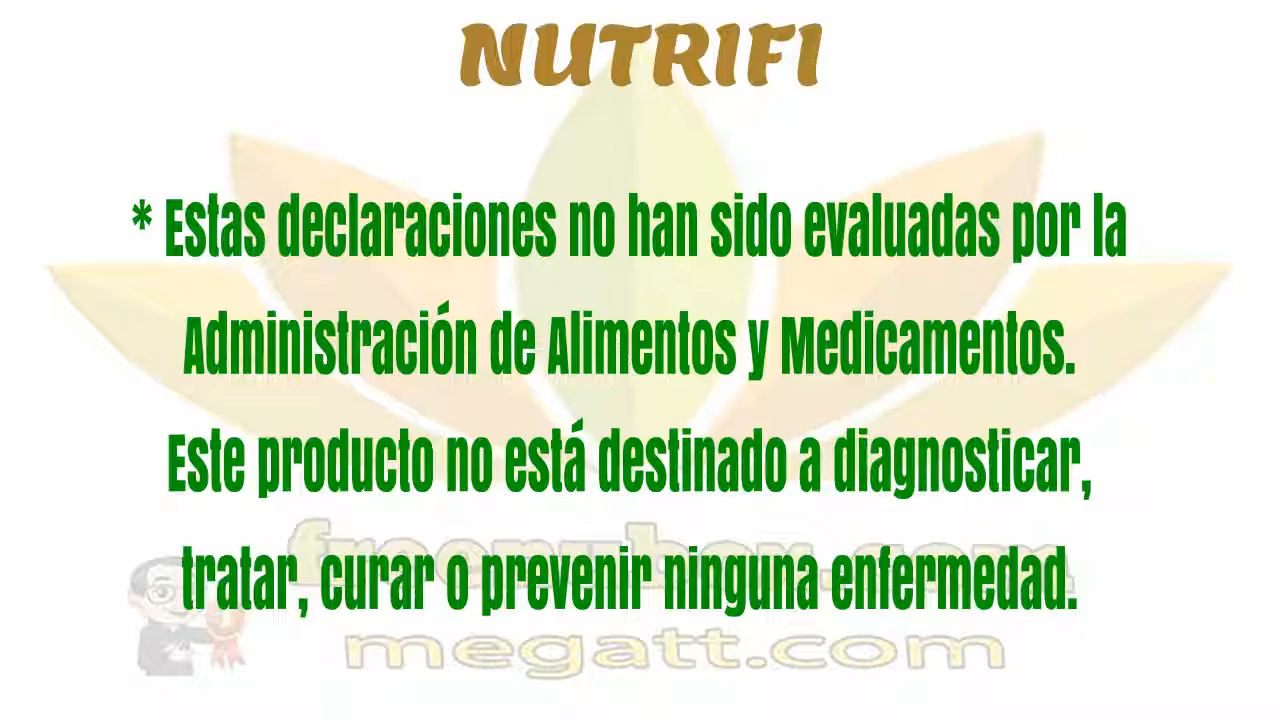 NUTRIFI
* Estas declaraciones no han sido evaluadas por la
Administración de Alimentos y Medicamentos.
Este producto no está destinado a diagnosticar,
tratar, curar o prevenir ninguna enfermedad.
megatt.com